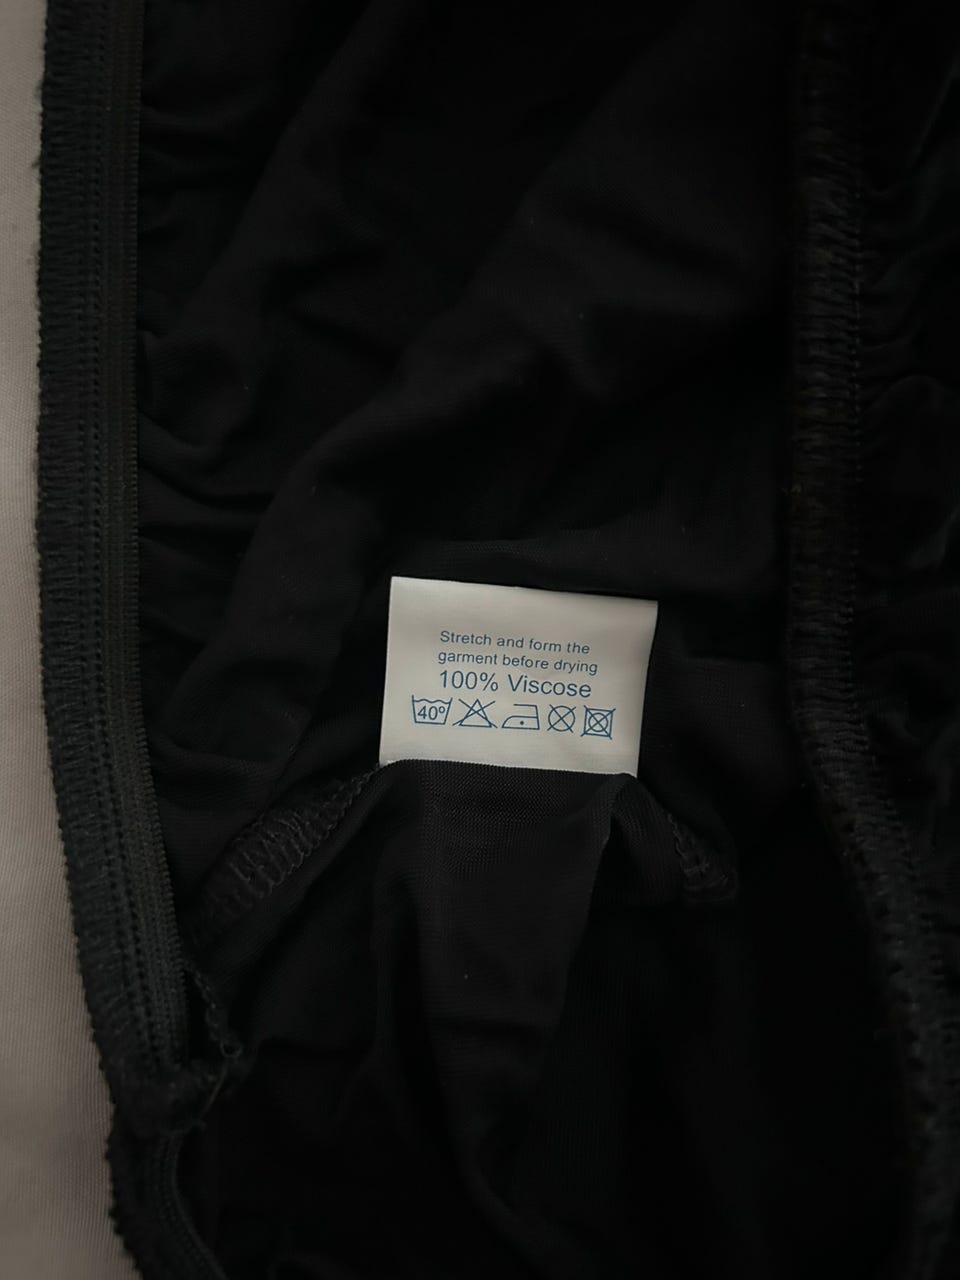 Stretch and form the
garment before drying
100% Viscose
40°